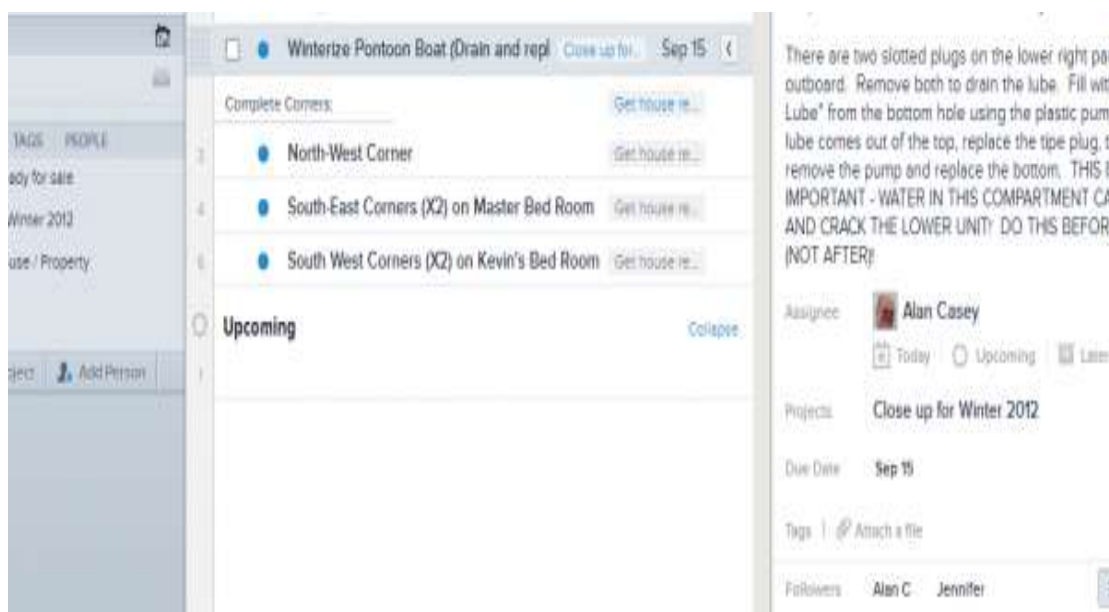 TAGS PEOPLE
ady for sale
Winter 2012
use / Property
ject Add Person
Winterize Pontoon Boat (Drain and repl Close up for... Sep 15
Complete Corners: Get house re...
3 North-West Corner Get house re...
4 South-East Corners (X2) on Master Bed Room Get house re...
South West Corners (X2) on Kevin's Bed Room Get house re...
Upcoming Collapse
1
There are two slotted plugs on the lower right pa
outboard. Remove both to drain the lube. Fill wit
Lube" from the bottom hole using the plastic pum
lube comes out of the top, replace the tipe plug, t
remove the pump and replace the bottom. THIS
IMPORTANT - WATER IN THIS COMPARTMENT CA
AND CRACK THE LOWER UNIT! DO THIS BEFOR
(NOT AFTER)!
Assignee Alan Casey
Today Upcoming Later
Projects Close up for Winter 2012
Due Date Sep 15
Tags Attach a file
Followers Alan C Jennifer